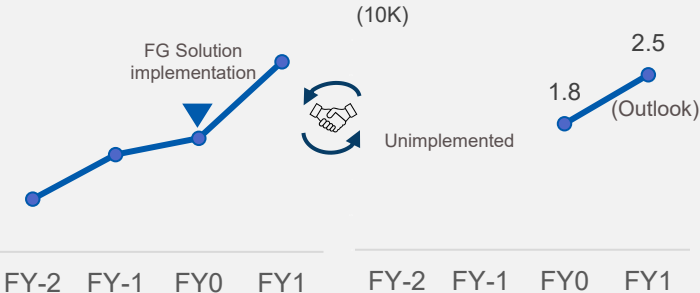 (10K)
FG Solution
implementation
2.5
1.8
(Outlook)
Unimplemented
FY-2 FY-1 FY0 FY1
FY-2 FY-1 FY0 FY1